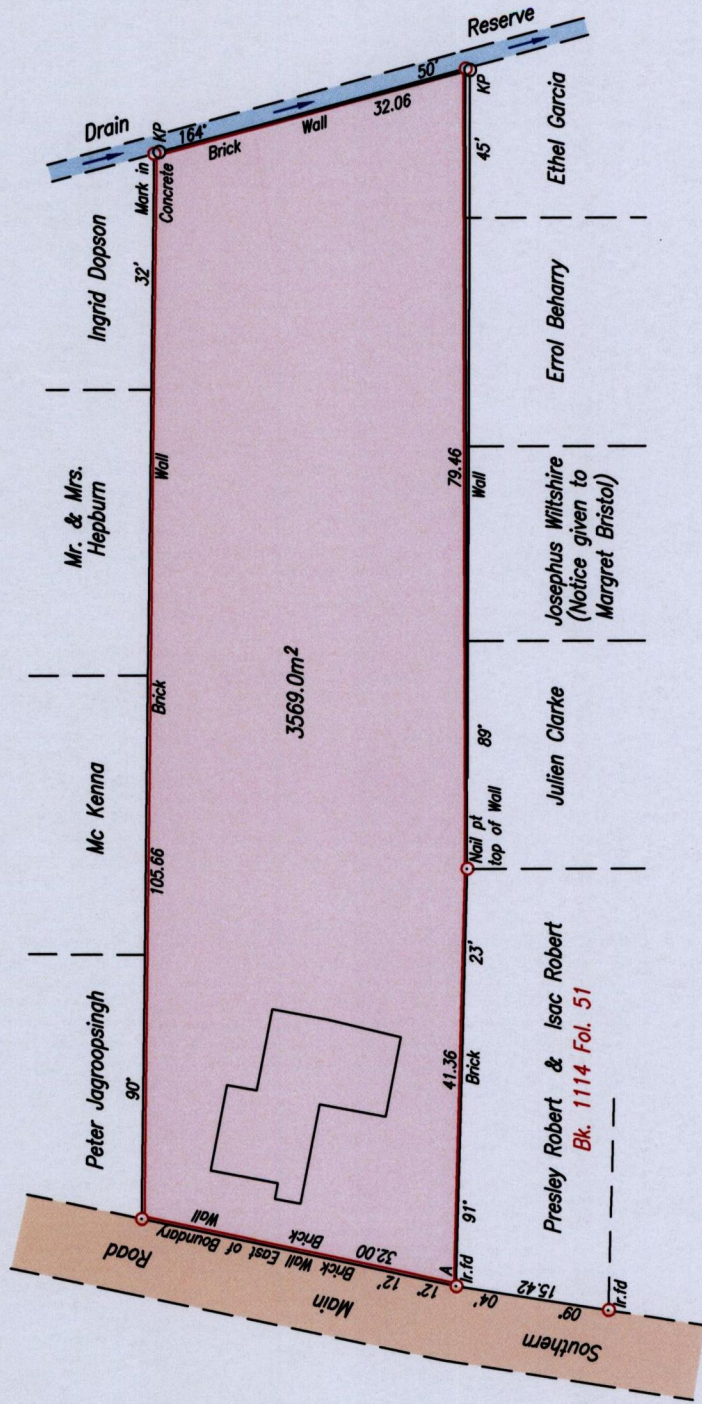 Drain
Reserve
KP
164°
50'
32.06
Brick Wall
KP
Mark in
Concrete
32'
45'
Ingrid Dopson
Ethel Garcia
Mr. & Mrs.
Hepburn
Errol Beharry
Wall
79.46
Wall
Josephus Wiltshire
(Notice given to
Margret Bristol)
3569.0m²
Brick
Mc Kenna
89°
Julien Clarke
105.66
Nail pt
top of Wall
Peter Jagroopsingh
90°
23'
41.36
Brick
Presley Robert & Isac Robert
Bk. 1114 Fol. 51
91°
Brick Wall
Brick Wall East of Boundary
32.00
12°
12'
A
Ir.fd
04'
15.42
09°
Ir.fd
Southern Main Road